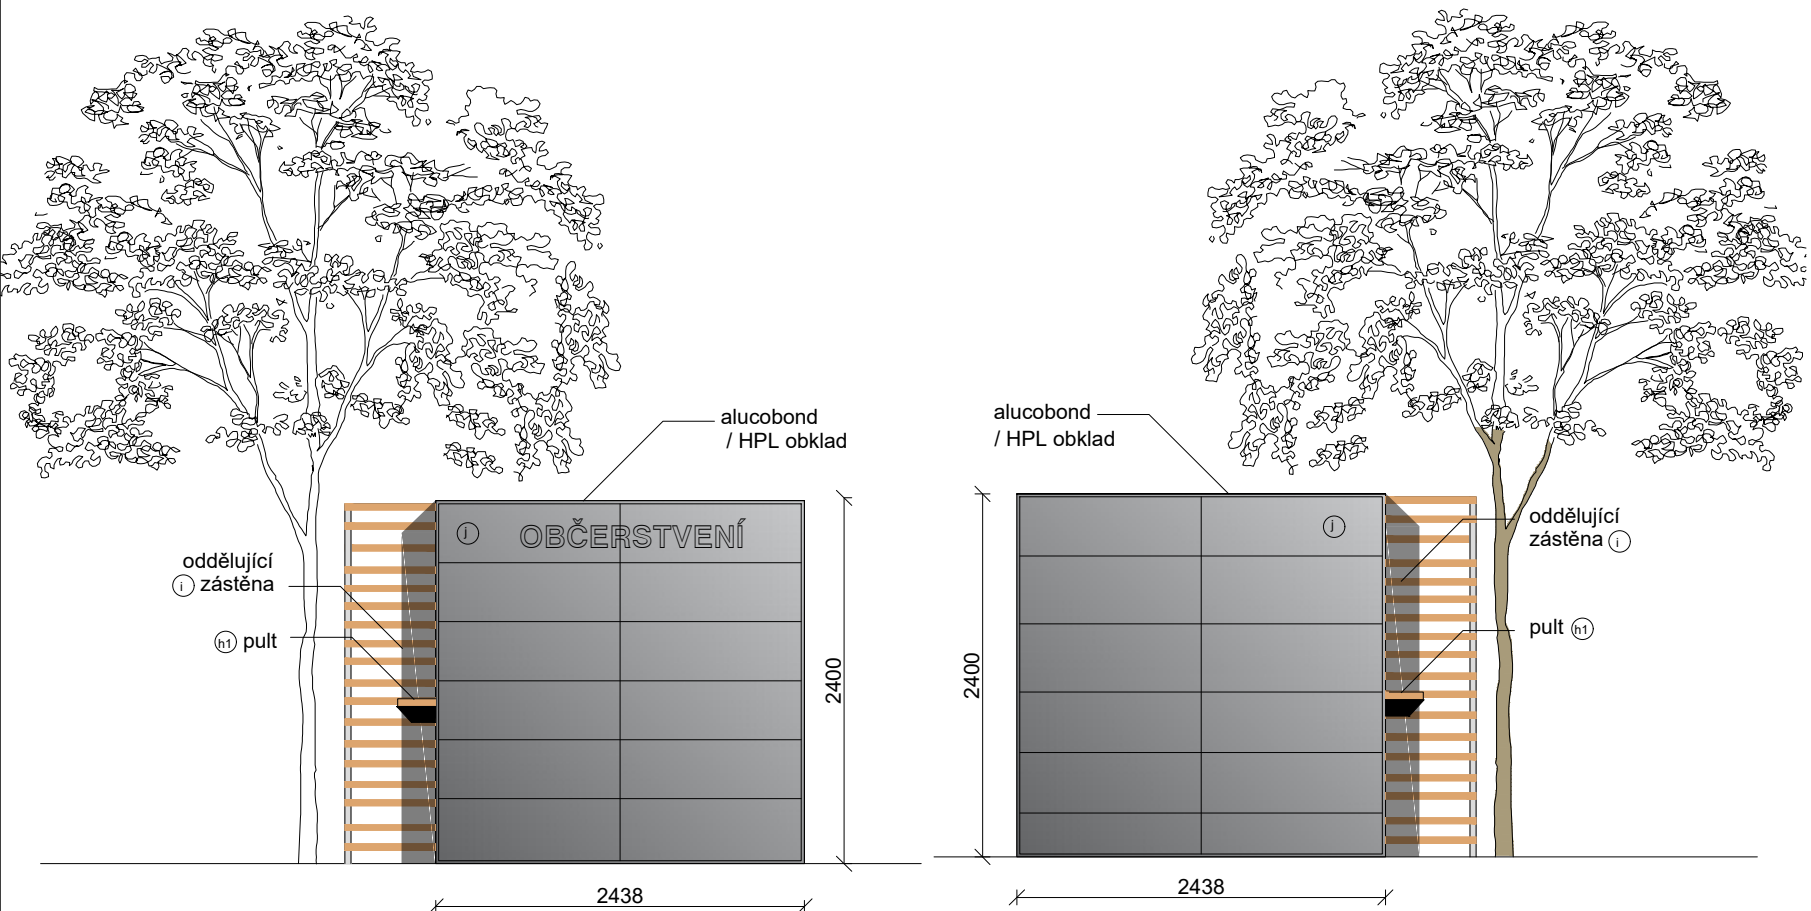 alucobond
/ HPL obklad
j OBČERSTVENÍ
oddělující
i zástěna
h1 pult
2400
2438
alucobond
/ HPL obklad
j
oddělující
zástěna i
pult h1
2400
2438